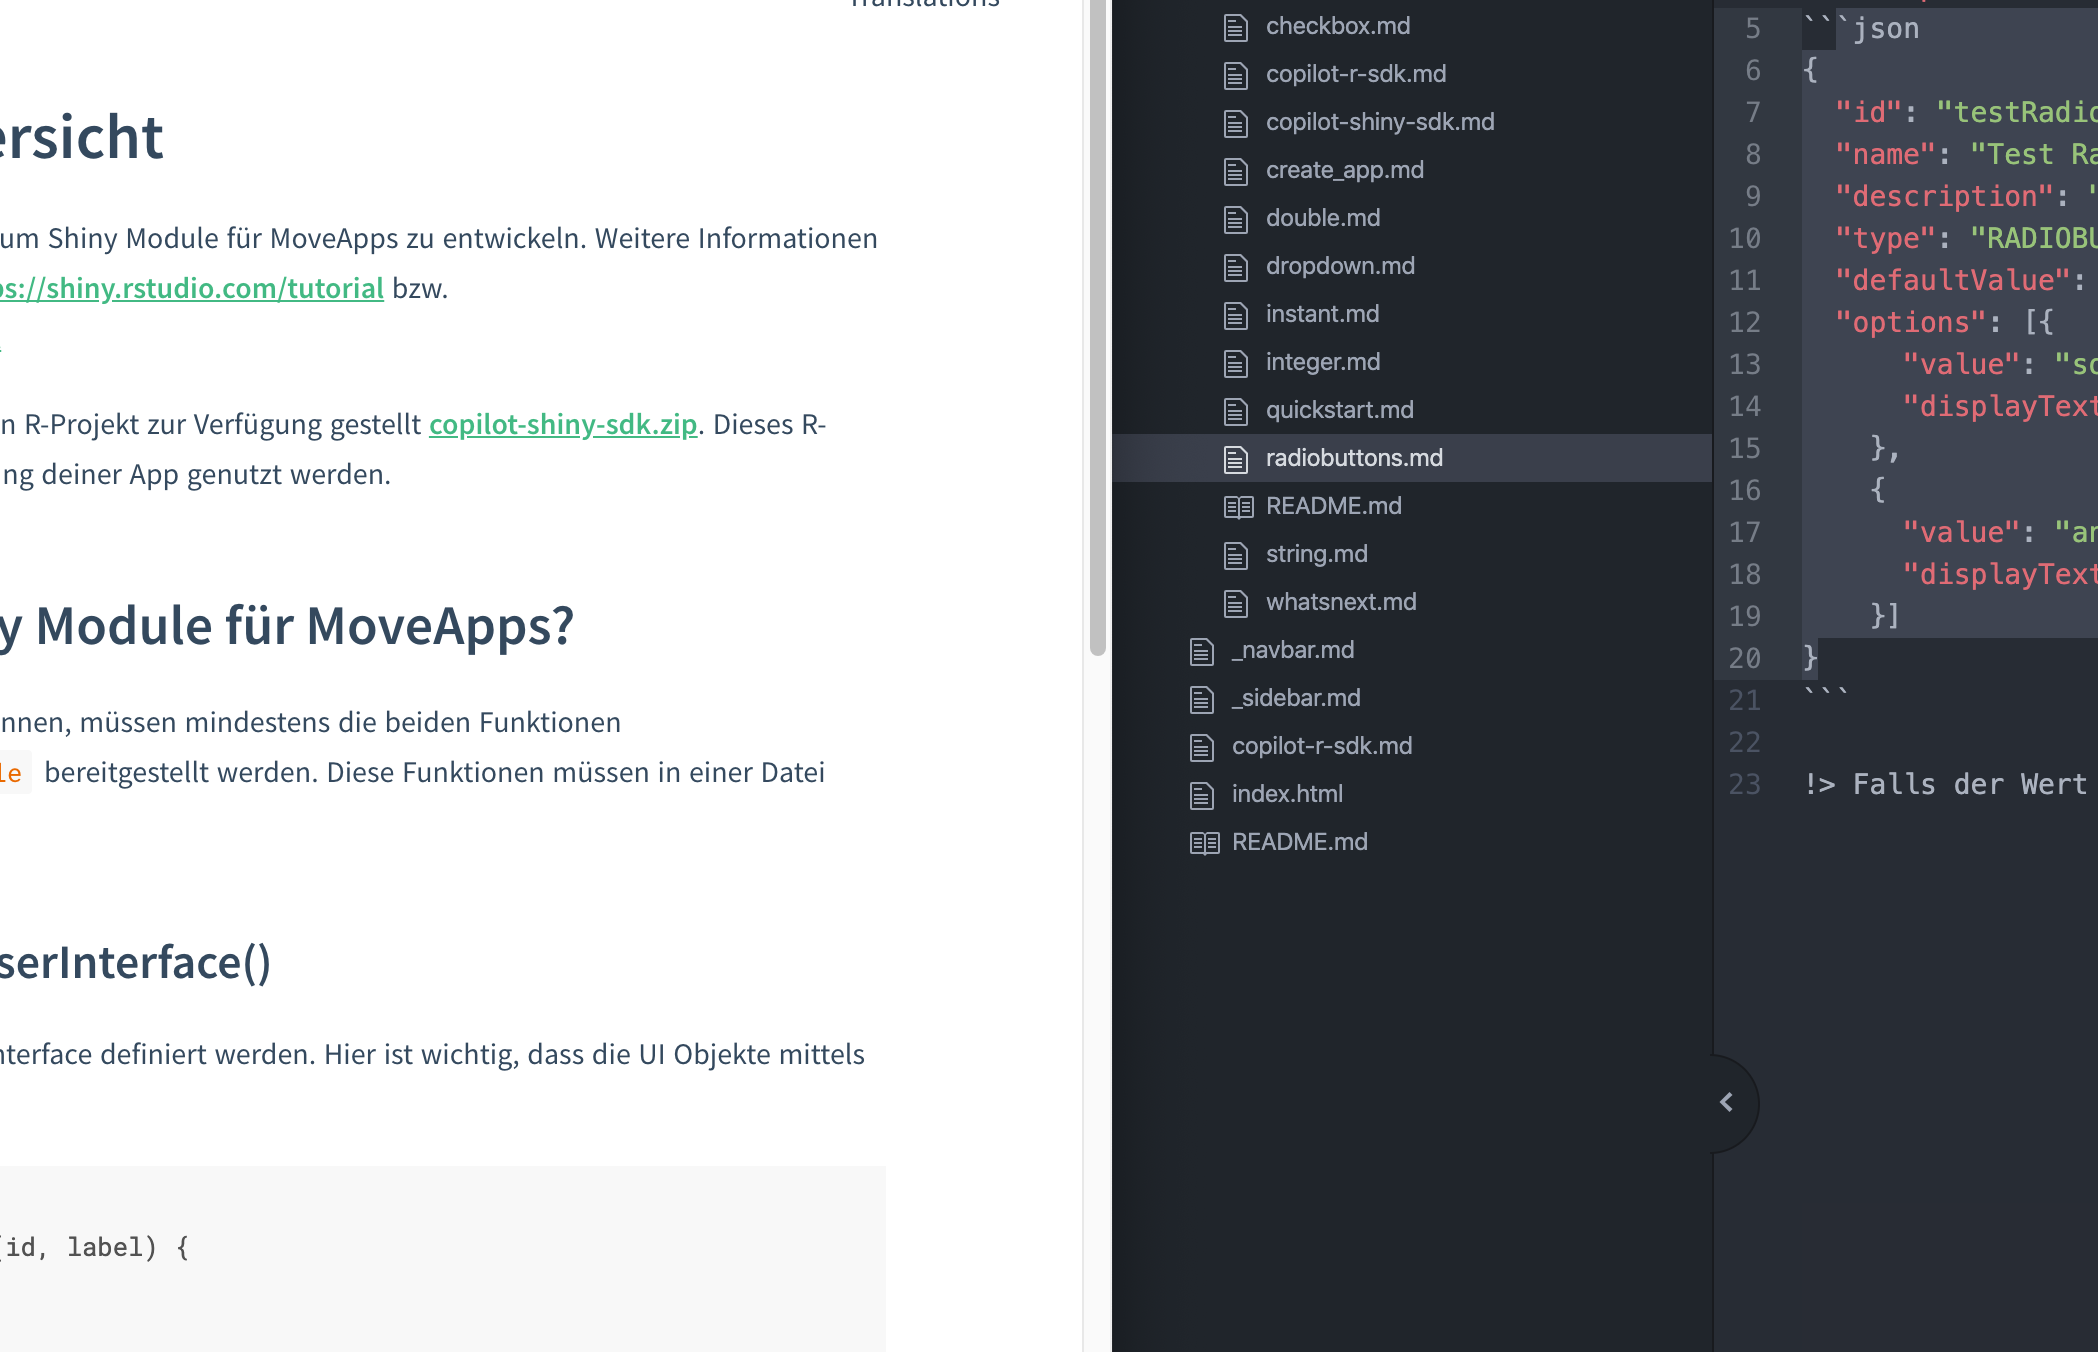 Translations
ersicht
um Shiny Module für MoveApps zu entwickeln. Weitere Informationen
ps://shiny.rstudio.com/tutorial bzw.
n R-Projekt zur Verfügung gestellt copilot-shiny-sdk.zip. Dieses R-
ng deiner App genutzt werden.
y Module für MoveApps?
nnen, müssen mindestens die beiden Funktionen
le bereitgestellt werden. Diese Funktionen müssen in einer Datei
serInterface()
nterface definiert werden. Hier ist wichtig, dass die UI Objekte mittels
(id, label) {
checkbox.md
copilot-r-sdk.md
copilot-shiny-sdk.md
create_app.md
double.md
dropdown.md
instant.md
integer.md
quickstart.md
radiobuttons.md
README.md
string.md
whatsnext.md
_navbar.md
_sidebar.md
copilot-r-sdk.md
index.html
README.md
5 ```json
6 {
7 "id": "testRadio
8 "name": "Test Ra
9 "description": "
10 "type": "RADIOBU
11 "defaultValue":
12 "options": [{
13 "value": "so
14 "displayText
15 },
16 {
17 "value": "an
18 "displayText
19 }]
20 }
21 ```
22
23 !> Falls der Wert